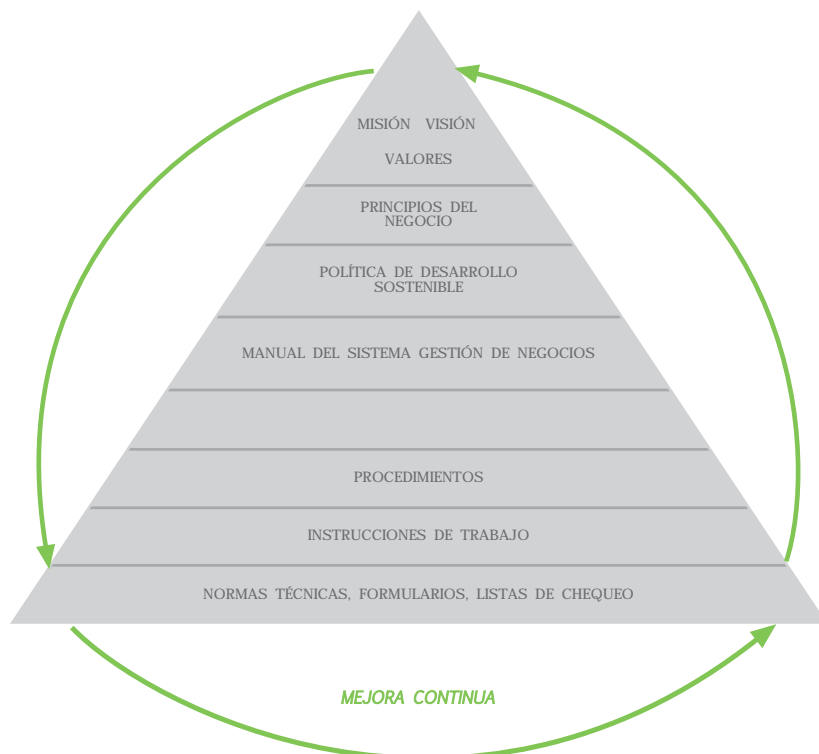 MISIÓN VISIÓN
VALORES
PRINCIPIOS DEL
NEGOCIO
POLÍTICA DE DESARROLLO
SOSTENIBLE
MANUAL DEL SISTEMA GESTIÓN DE NEGOCIOS
PROCEDIMIENTOS
INSTRUCCIONES DE TRABAJO
NORMAS TÉCNICAS, FORMULARIOS, LISTAS DE CHEQUEO
MEJORA CONTINUA